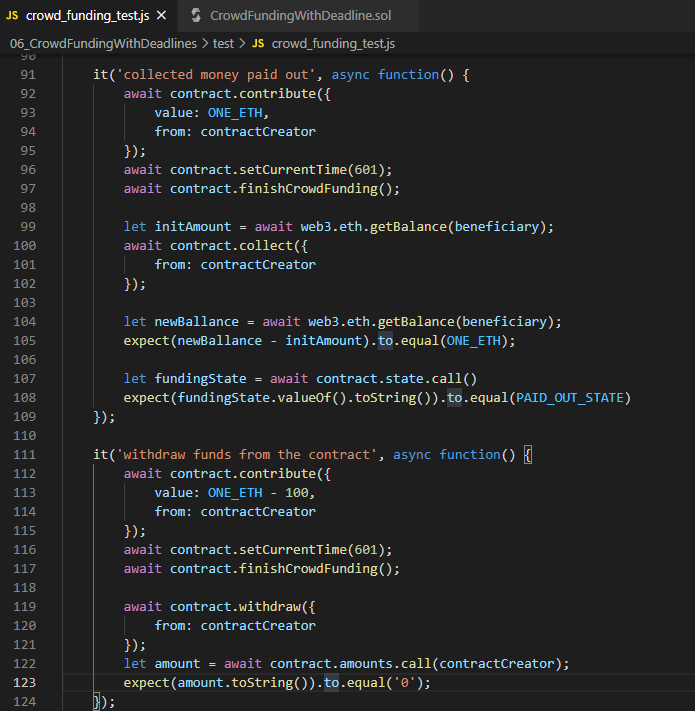 JS crowd_funding_test.js × CrowdFundingWithDeadline.sol
06_CrowdFundingWithDeadlines > test > JS crowd_funding_test.js
90
91 it('collected money paid out', async function() {
92 await contract.contribute({
93 value: ONE_ETH,
94 from: contractCreator
95 });
96 await contract.setCurrentTime(601);
97 await contract.finishCrowdFunding();
98
99 let initAmount = await web3.eth.getBalance(beneficiary);
100 await contract.collect({
101 from: contractCreator
102 });
103
104 let newBallance = await web3.eth.getBalance(beneficiary);
105 expect(newBallance - initAmount).to.equal(ONE_ETH);
106
107 let fundingState = await contract.state.call()
108 expect(fundingState.valueOf().toString()).to.equal(PAID_OUT_STATE)
109 });
110
111 it('withdraw funds from the contract', async function() {
112 await contract.contribute({
113 value: ONE_ETH - 100,
114 from: contractCreator
115 });
116 await contract.setCurrentTime(601);
117 await contract.finishCrowdFunding();
118
119 await contract.withdraw({
120 from: contractCreator
121 });
122 let amount = await contract.amounts.call(contractCreator);
123 expect(amount.toString()).to.equal('0');
124 });